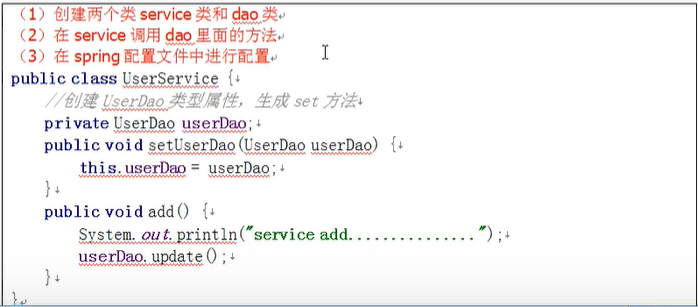 （1）创建两个类 service 类和 dao 类
（2）在 service 调用 dao 里面的方法
（3）在 spring 配置文件中进行配置
public class UserService {
//创建 UserDao 类型属性，生成 set 方法
private UserDao userDao;
public void setUserDao(UserDao userDao) {
this.userDao = userDao;
}
public void add() {
System.out.println("service add...............");
userDao.update();
}
}